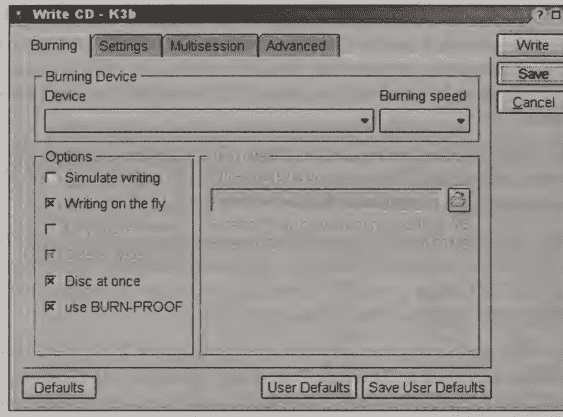 Write CD - K3b
Burning Settings Multisession Advanced
Write
Save
Cancel
Burning Device
Device Burning speed
Options
Simulate writing
Writing on the fly
Disc at once
use BURN-PROOF
Defaults User Defaults Save User Defaults